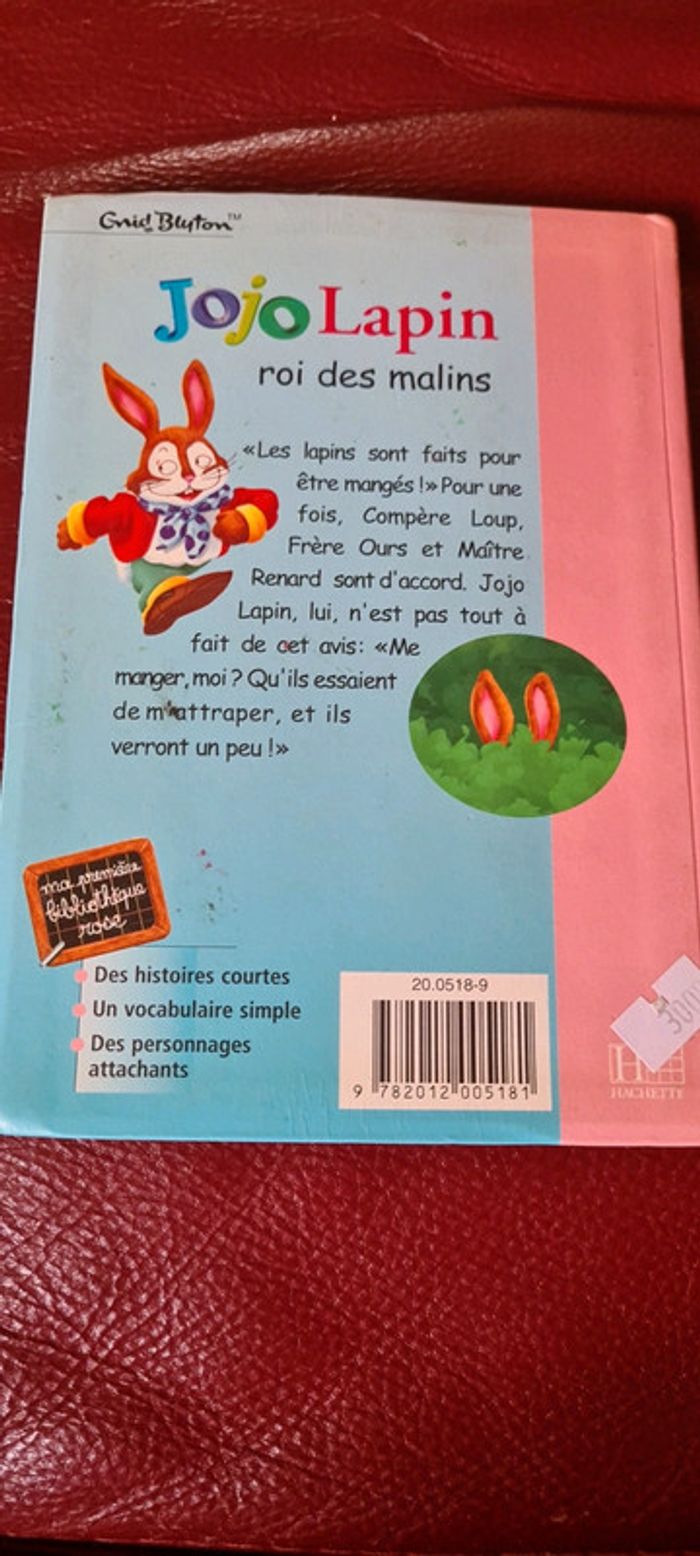 Enid Blyton™
Jojo Lapin
roi des malins
«Les lapins sont faits pour
être mangés !» Pour une
fois, Compère Loup,
Frère Ours et Maître
Renard sont d'accord. Jojo
Lapin, lui, n'est pas tout à
fait de cet avis: «Me
manger, moi ? Qu'ils essaient
de m'attraper, et ils
verront un peu !»
ma première
bibliothèque
rose
Des histoires courtes
Un vocabulaire simple
Des personnages
attachants
20.0518-9
9 782012 005181
300
H
HACHETTE